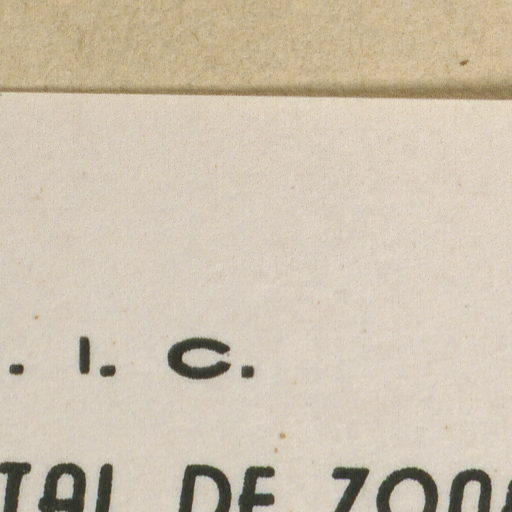 . I. C.
TAL DE ZON